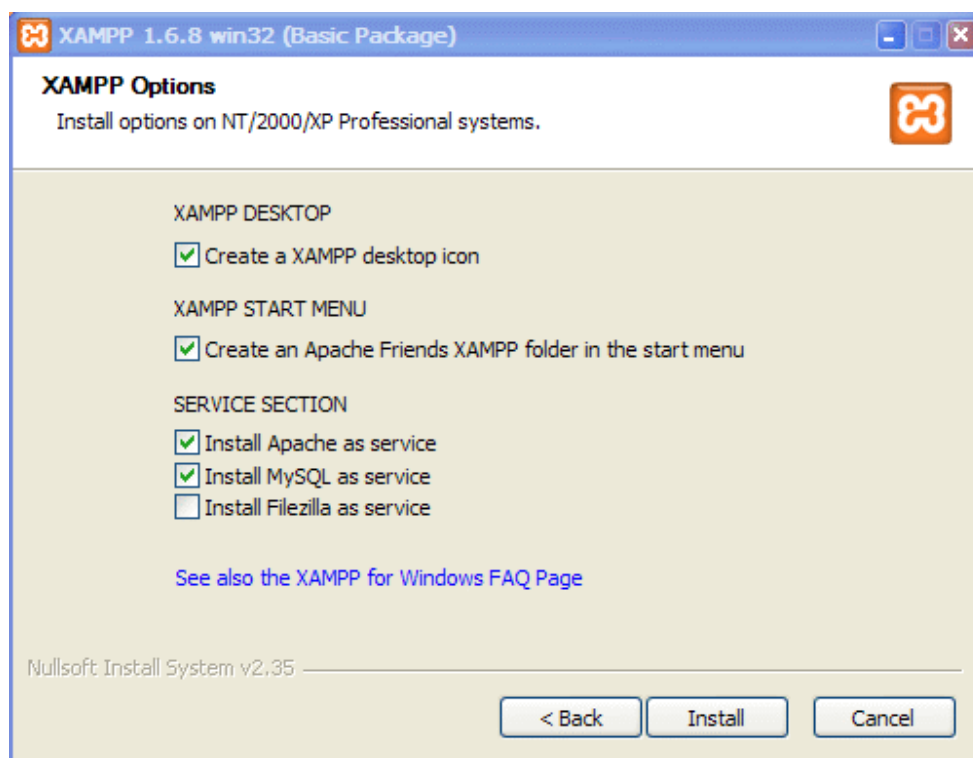 XAMPP 1.6.8 win32 (Basic Package)
XAMPP Options
Install options on NT/2000/XP Professional systems.
XAMPP DESKTOP
Create a XAMPP desktop icon
XAMPP START MENU
Create an Apache Friends XAMPP folder in the start menu
SERVICE SECTION
Install Apache as service
Install MySQL as service
Install Filezilla as service
See also the XAMPP for Windows FAQ Page
Nullsoft Install System v2.35
< Back Install Cancel